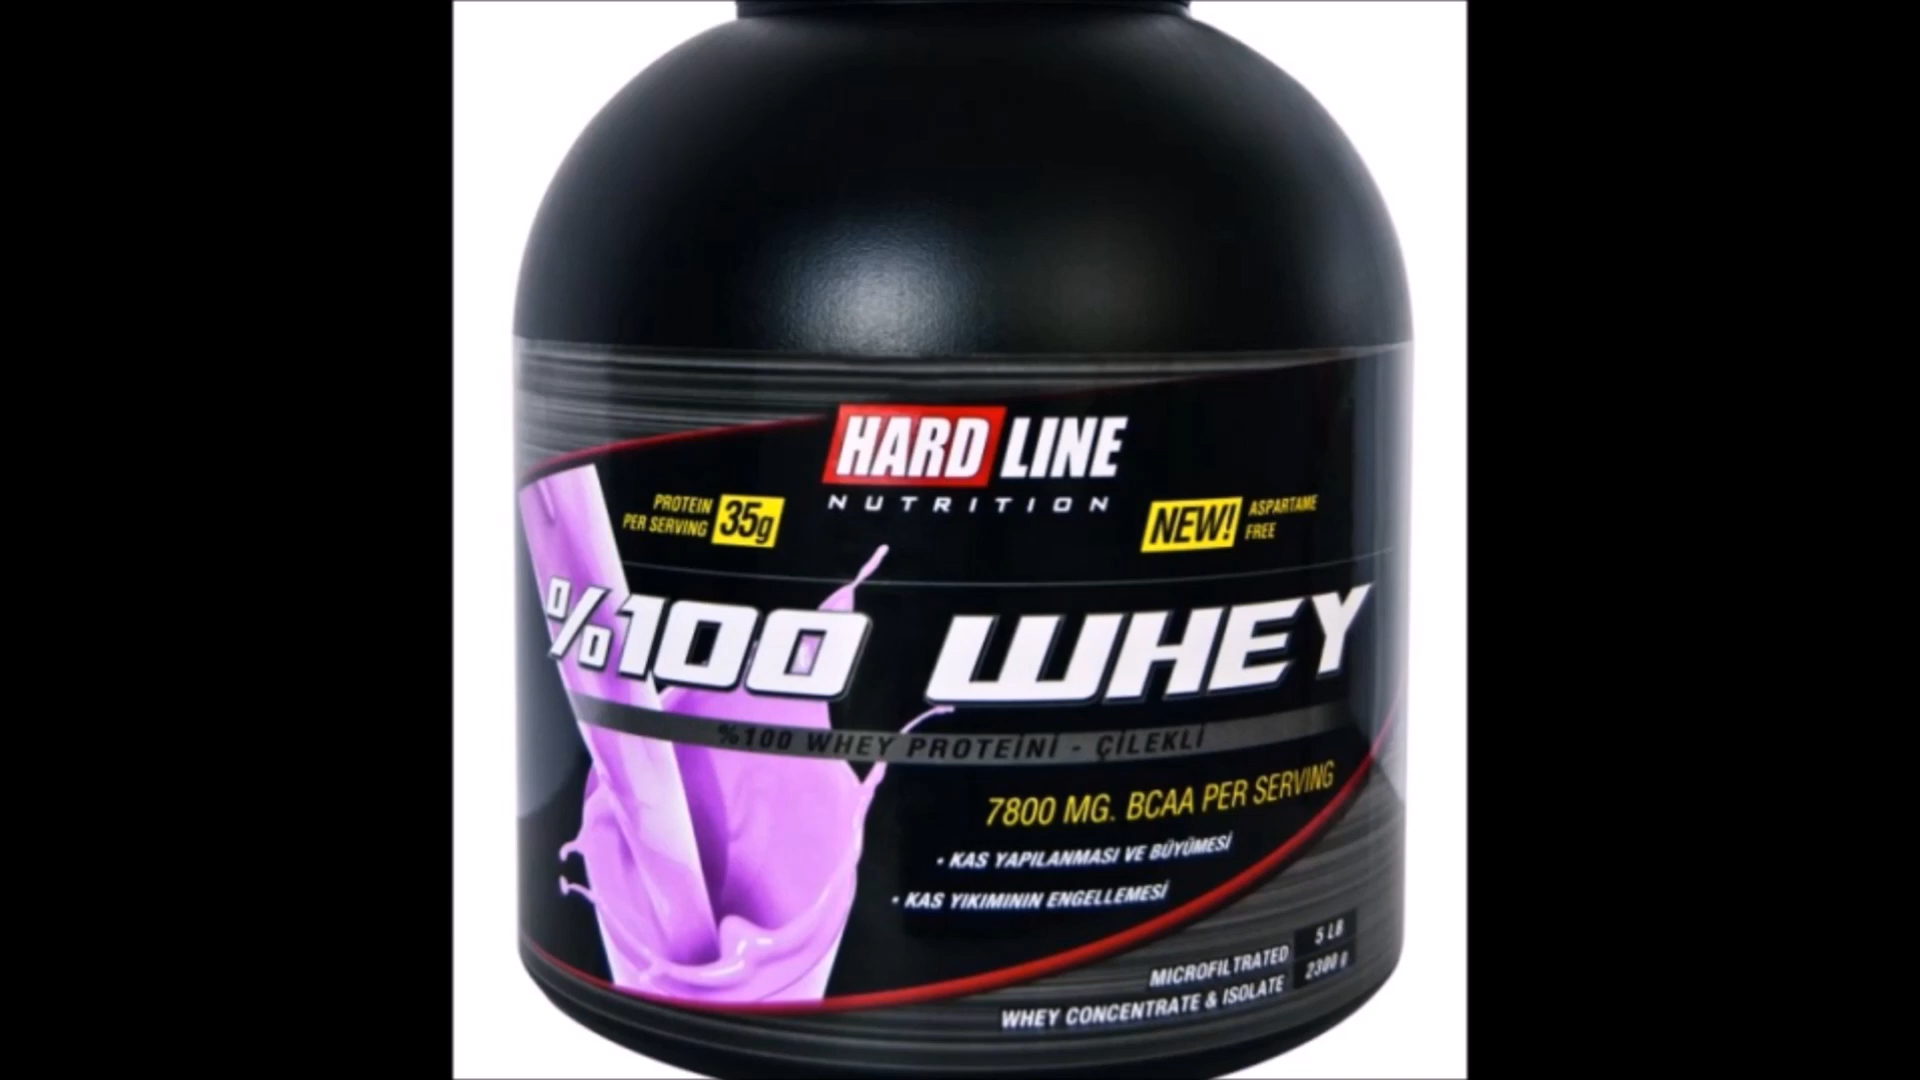 HARD LINE
NUTRITION
PROTEIN
PER SERVING 35g
NEW! ASPARTAME
FREE
%100 WHEY
%100 WHEY PROTEİNİ - ÇİLEKLİ
7800 MG. BCAA PER SERVING
• KAS YAPILANMASI VE BÜYÜMESİ
• KAS YIKIMININ ENGELLEMESİ
5 LB
2300 g
MICROFILTRATED
WHEY CONCENTRATE & ISOLATE